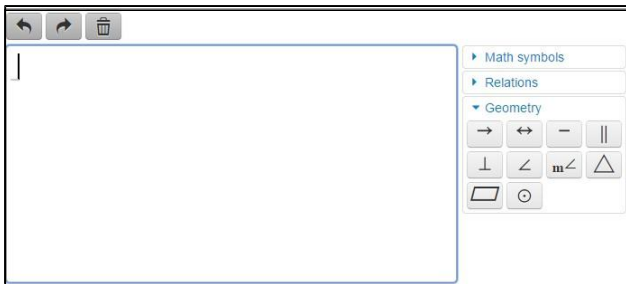 Math symbols
Relations
Geometry
→ ↔ − ∥
⊥ ∠ m∠ △
▱ ⊙